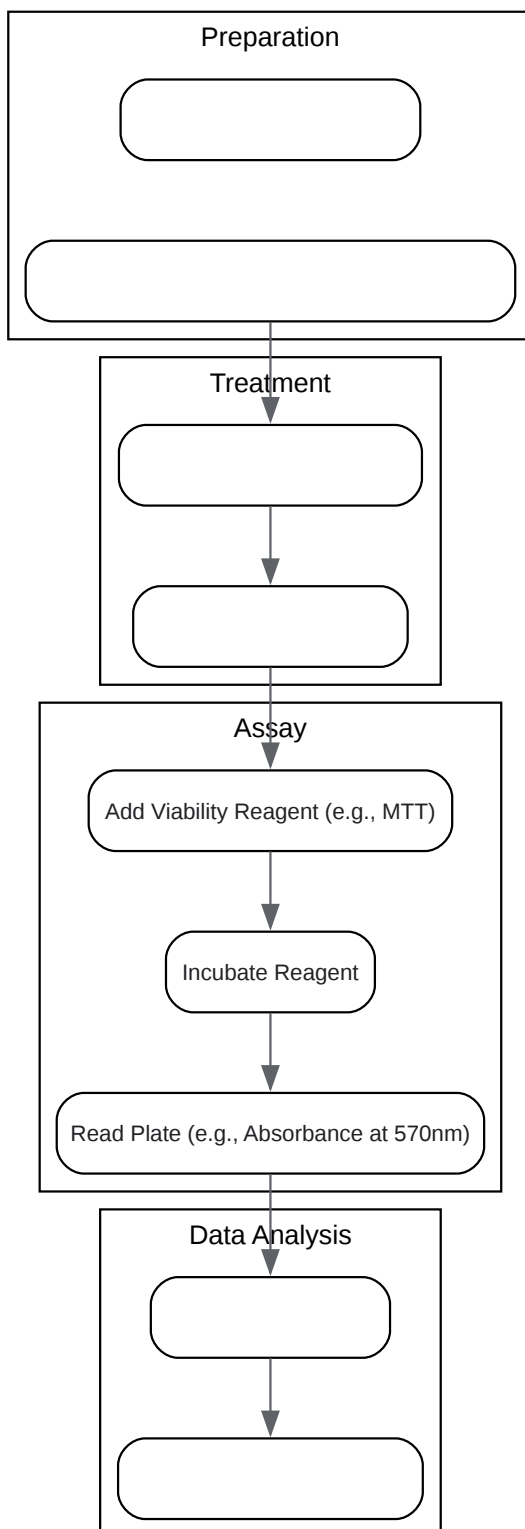 Preparation
Treatment
Assay
Add Viability Reagent (e.g., MTT)
Incubate Reagent
Read Plate (e.g., Absorbance at 570nm)
Data Analysis